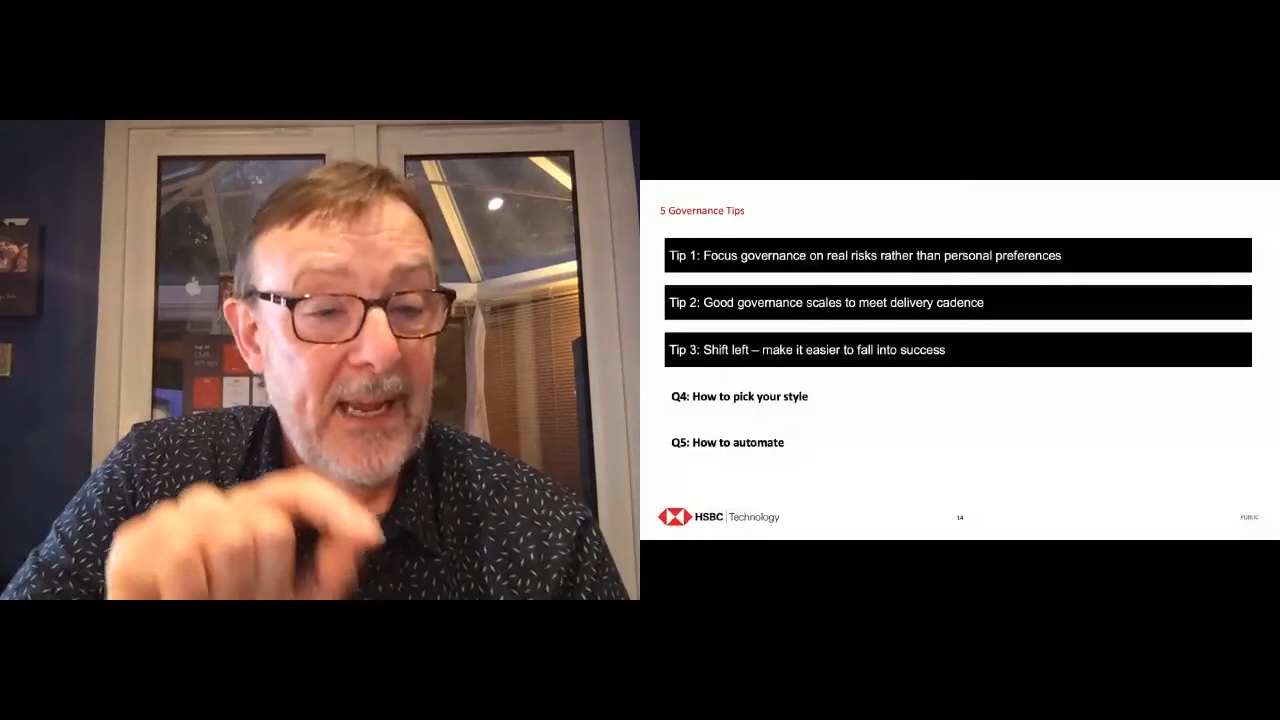 5 Governance Tips
Tip 1: Focus governance on real risks rather than personal preferences
Tip 2: Good governance scales to meet delivery cadence
Tip 3: Shift left – make it easier to fall into success
Q4: How to pick your style
Q5: How to automate
HSBC Technology
14
PUBLIC